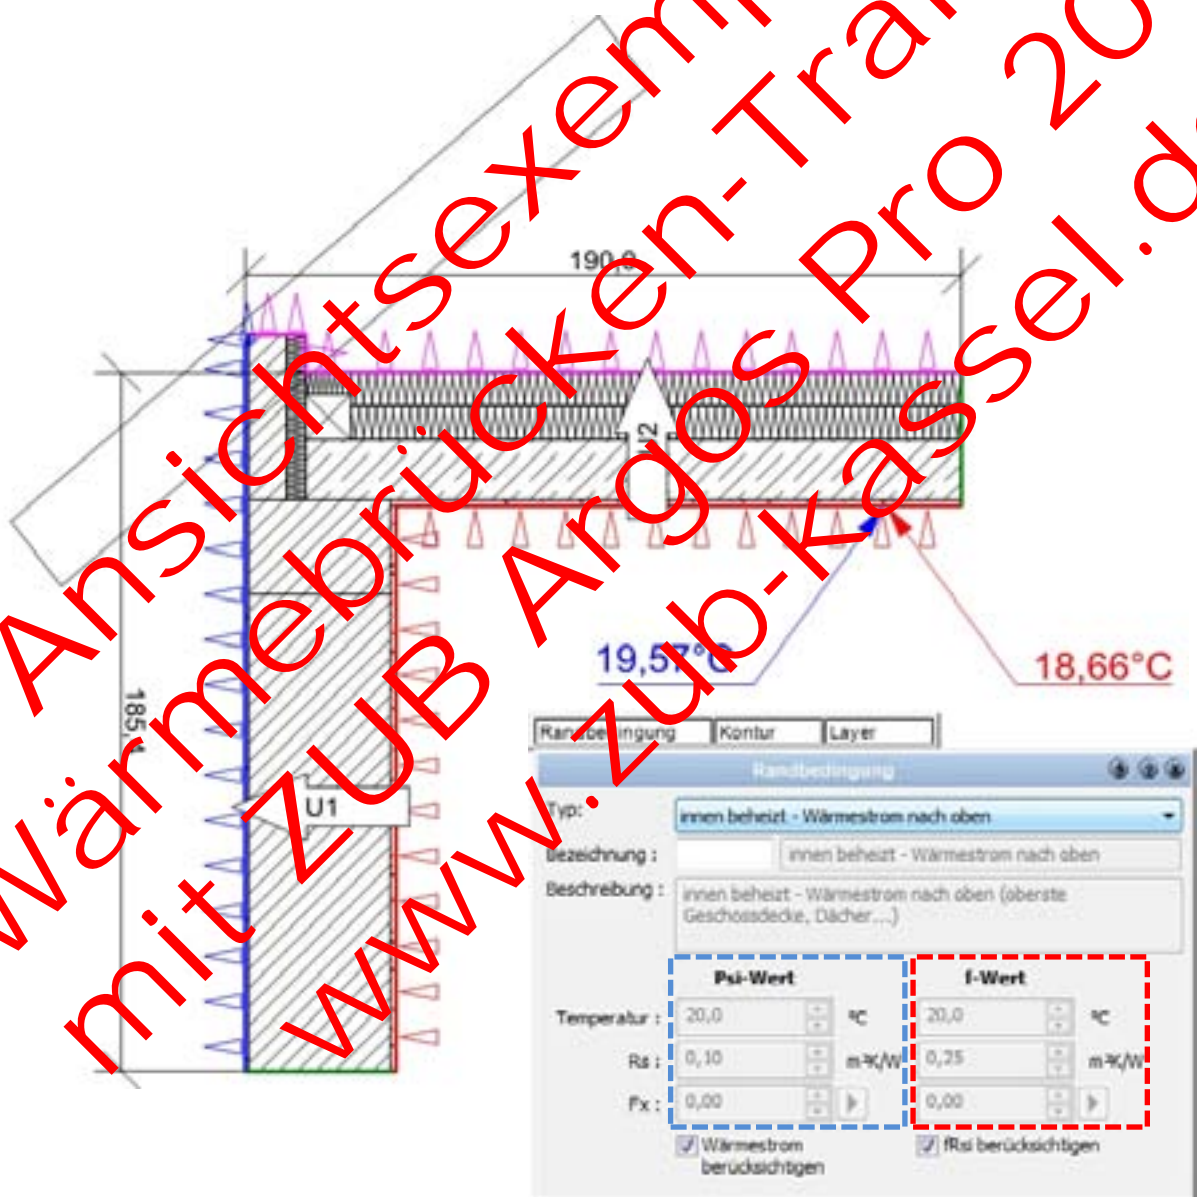 Ansichtsexemp
Wärmebrücken-Tra
mit ZUB Argos Pro 20
www.zub-kassel.de
190,0
U2
19,57°C
18,66°C
185,1
U1
Randbedingung Kontur Layer
Randbedingung
Typ: innen beheizt - Wärmestrom nach oben
Bezeichnung : innen beheizt - Wärmestrom nach oben
Beschreibung : innen beheizt - Wärmestrom nach oben (oberste
Geschossdecke, Dächer...)
Psi-Wert f-Wert
Temperatur : 20,0 °C 20,0 °C
Rs : 0,10 m²K/W 0,25 m²K/W
Fx : 0,00 0,00
Wärmestrom
berücksichtigen
fRsi berücksichtigen